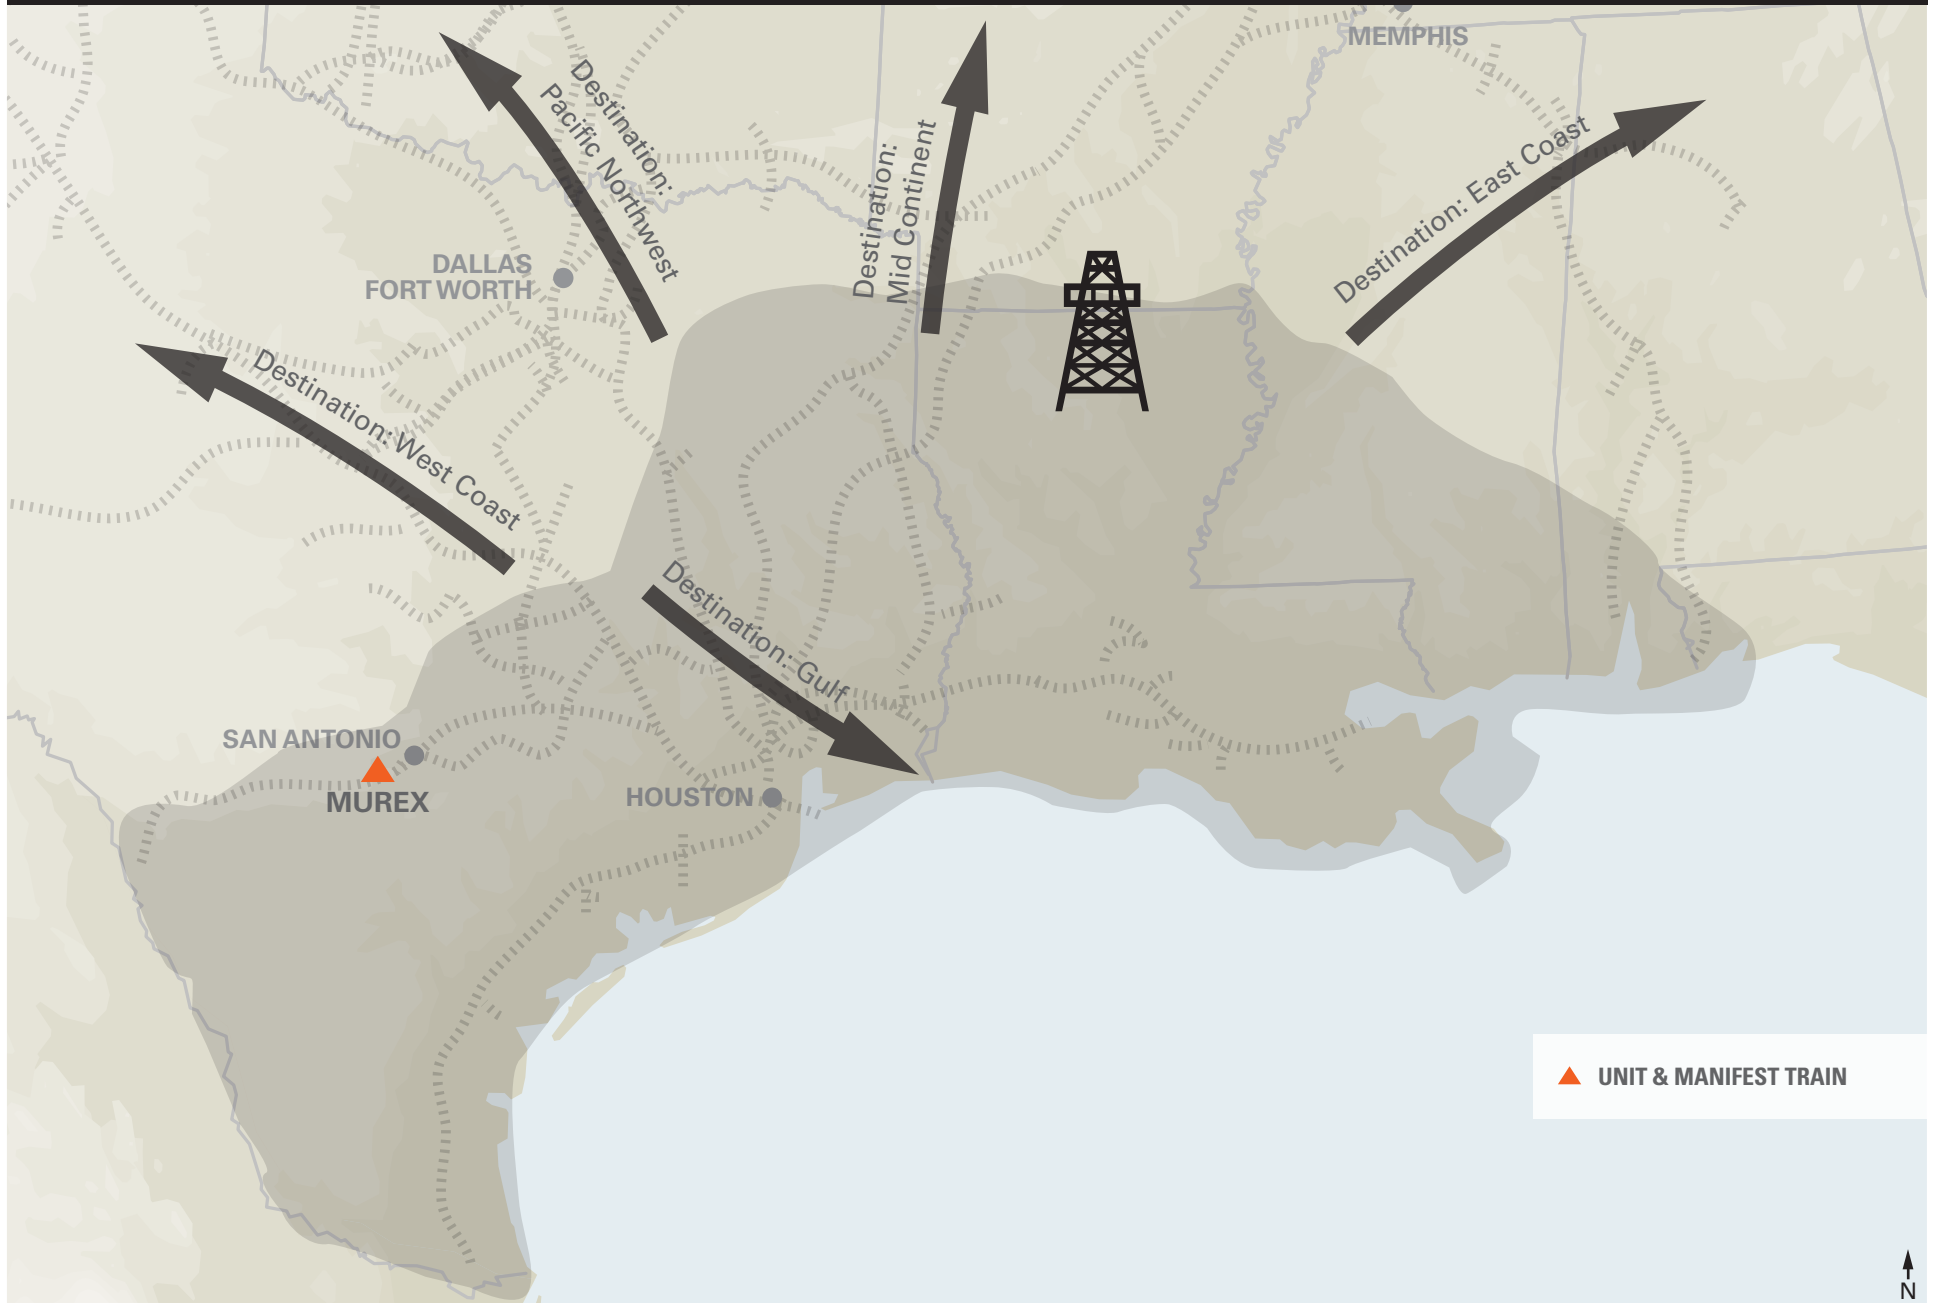 MEMPHIS
Destination:
Pacific Northwest
Destination:
Mid Continent
Destination: East Coast
DALLAS
FORT WORTH
Destination: West Coast
Destination: Gulf
SAN ANTONIO
MUREX
HOUSTON
UNIT & MANIFEST TRAIN
N